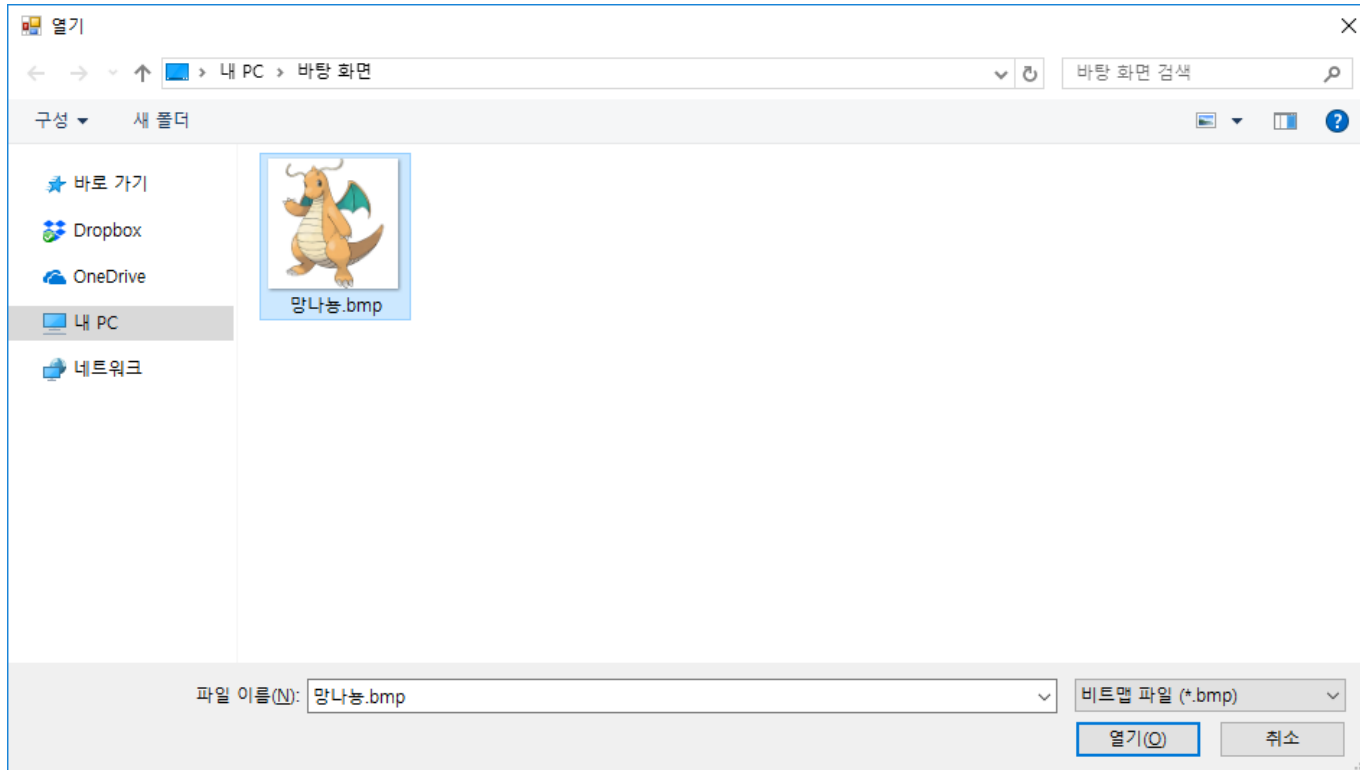 열기
내 PC > 바탕 화면
바탕 화면 검색
구성
새 폴더
바로 가기
Dropbox
OneDrive
내 PC
네트워크
망나뇽.bmp
파일 이름(N):
망나뇽.bmp
비트맵 파일 (*.bmp)
열기(O)
취소